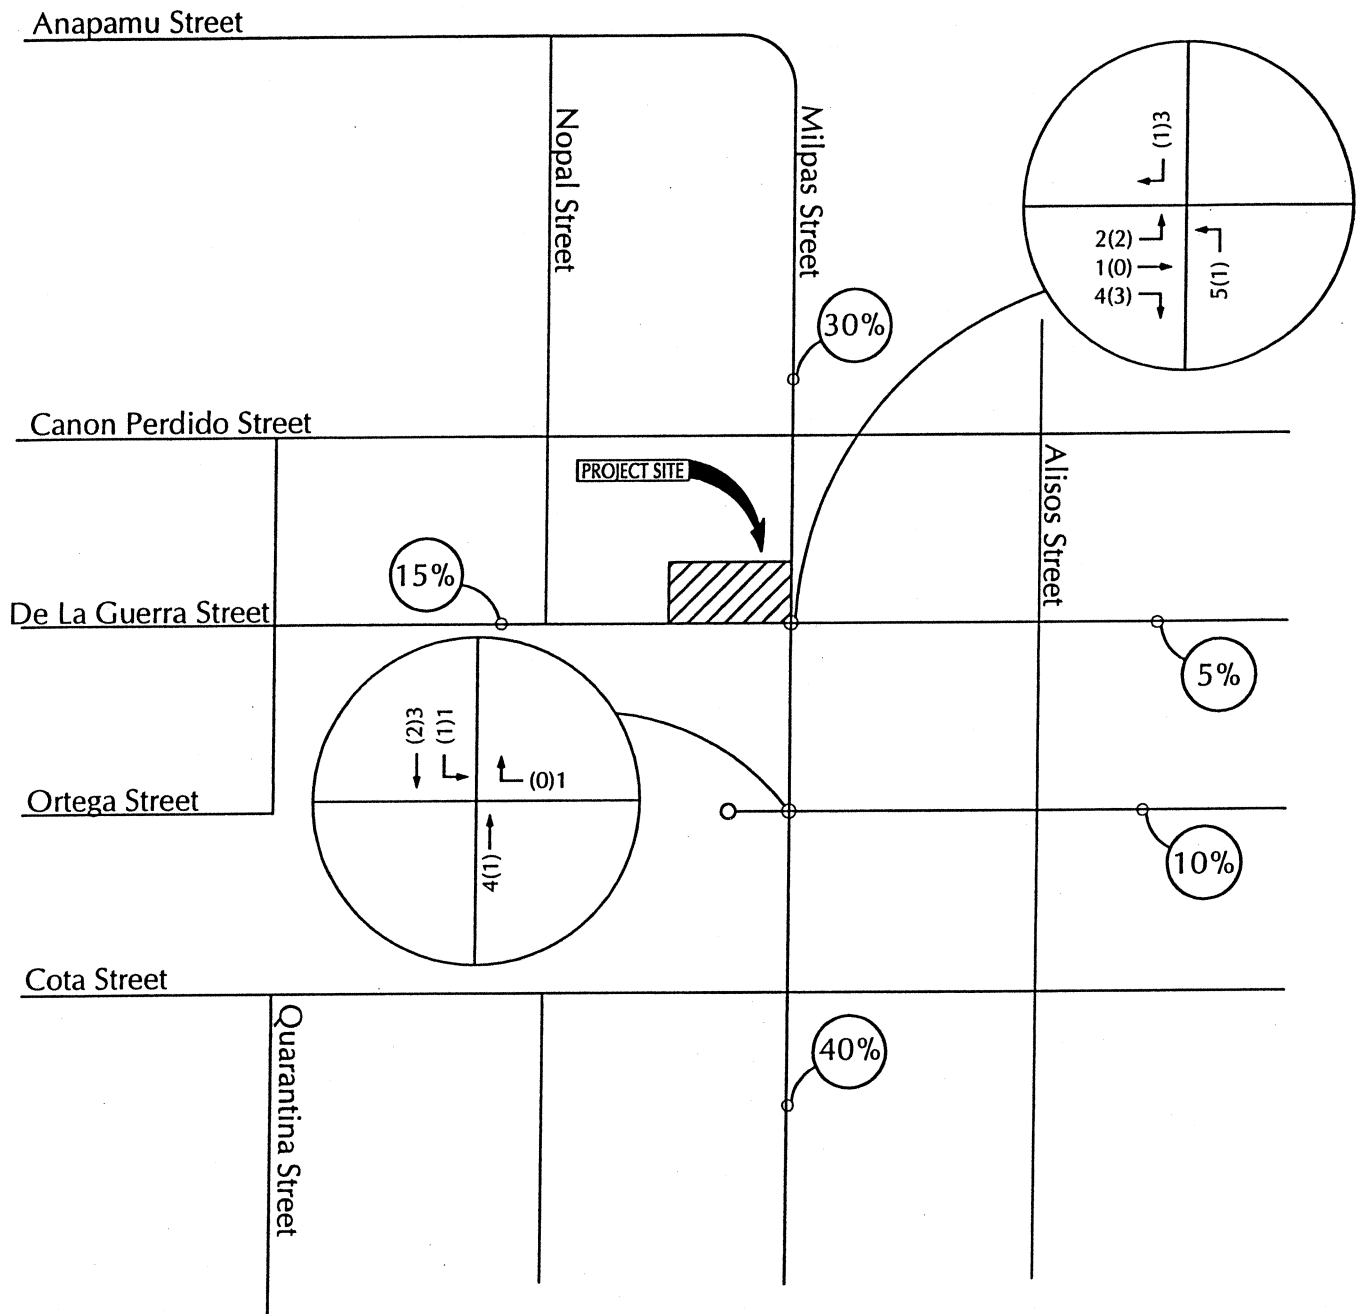 Anapamu Street
Nopal Street
Milpas Street
(1)3
2(2)
1(0)
4(3)
5(1)
30%
Canon Perdido Street
PROJECT SITE
Alisos Street
15%
De La Guerra Street
5%
(2)3
(1)1
(0)1
4(1)
Ortega Street
10%
Cota Street
Quarantina Street
40%